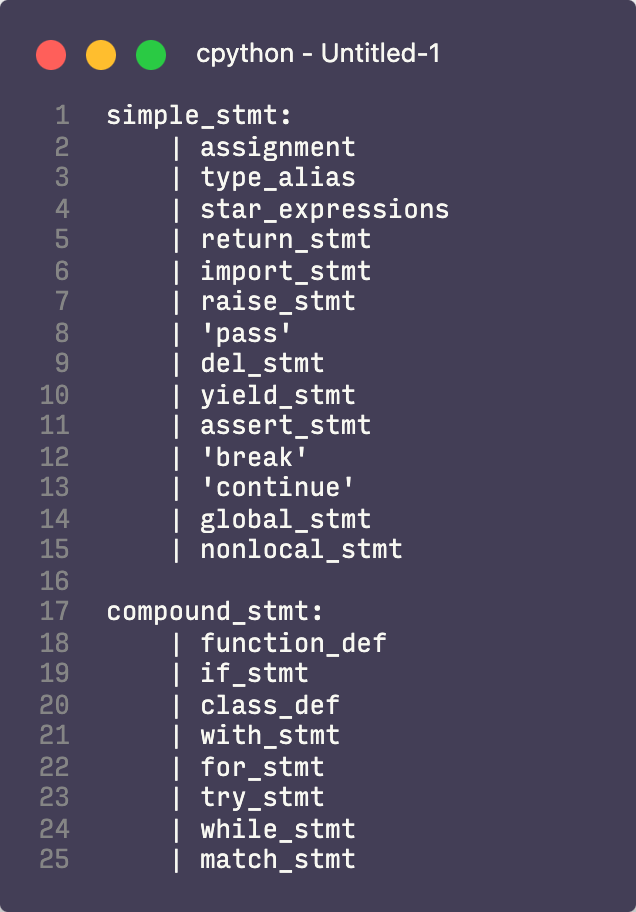 cpython - Untitled-1
1 simple_stmt:
2     | assignment
3     | type_alias
4     | star_expressions
5     | return_stmt
6     | import_stmt
7     | raise_stmt
8     | 'pass'
9     | del_stmt
10     | yield_stmt
11     | assert_stmt
12     | 'break'
13     | 'continue'
14     | global_stmt
15     | nonlocal_stmt
16
17 compound_stmt:
18     | function_def
19     | if_stmt
20     | class_def
21     | with_stmt
22     | for_stmt
23     | try_stmt
24     | while_stmt
25     | match_stmt